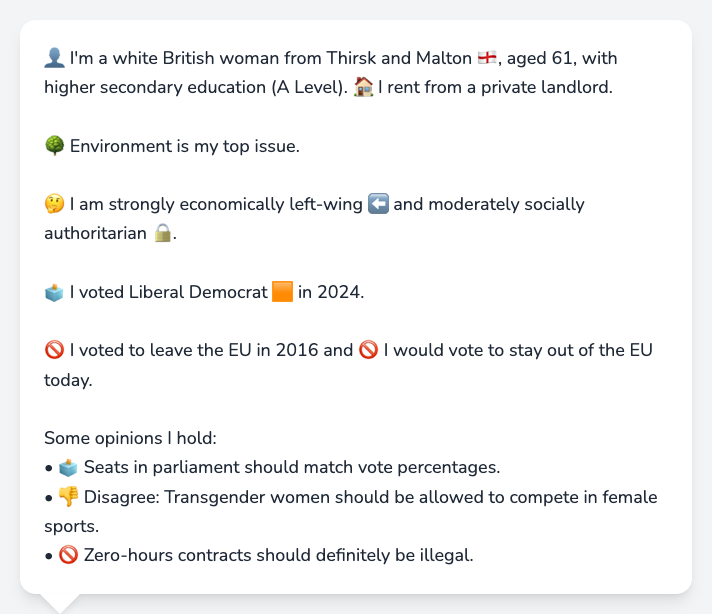 👤 I'm a white British woman from Thirsk and Malton 🏴󠁧󠁢󠁥󠁮󠁧󠁿, aged 61, with
higher secondary education (A Level). 🏠 I rent from a private landlord.
🌳 Environment is my top issue.
🤔 I am strongly economically left-wing ⬅️ and moderately socially
authoritarian 🔒.
🗳️ I voted Liberal Democrat 🟧 in 2024.
🚫 I voted to leave the EU in 2016 and 🚫 I would vote to stay out of the EU
today.
Some opinions I hold:
• 🗳️ Seats in parliament should match vote percentages.
• 👎 Disagree: Transgender women should be allowed to compete in female
sports.
• 🚫 Zero-hours contracts should definitely be illegal.